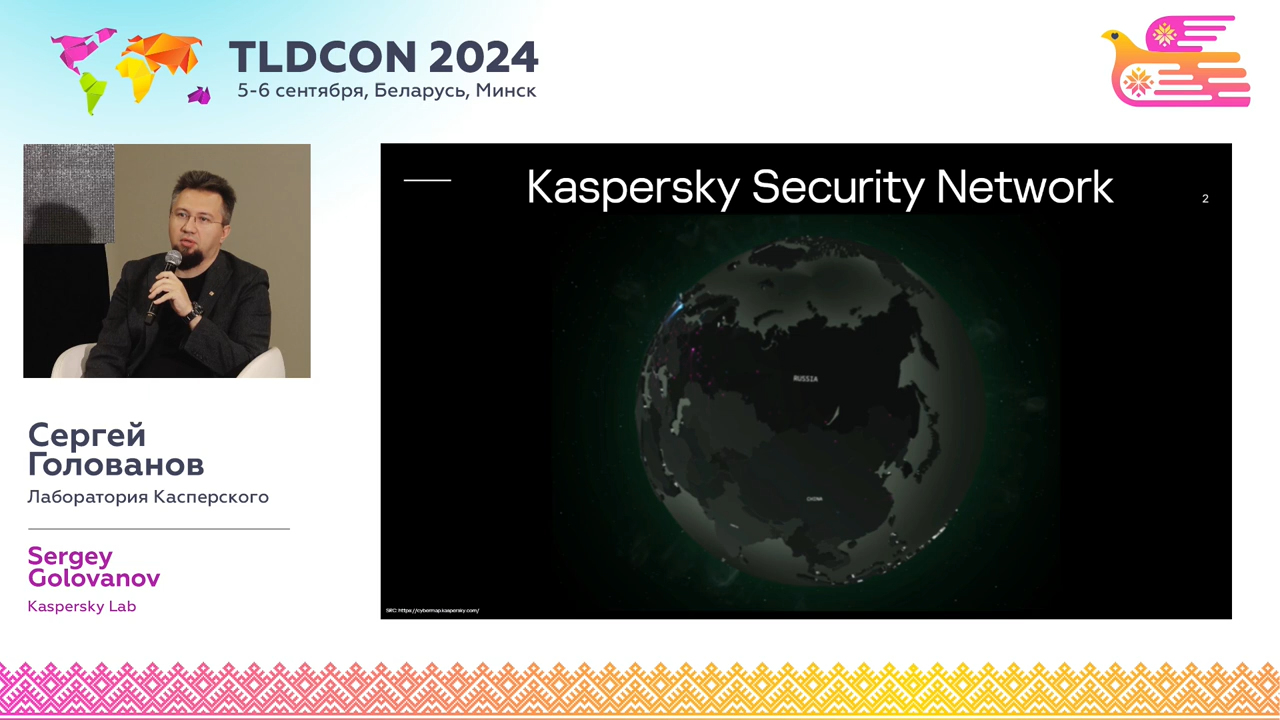 TLDCON 2024
5-6 сентября, Беларусь, Минск
Kaspersky Security Network
2
RUSSIA
CHINA
SRC: https://cybermap.kaspersky.com/
Сергей
Голованов
Лаборатория Касперского
Sergey
Golovanov
Kaspersky Lab